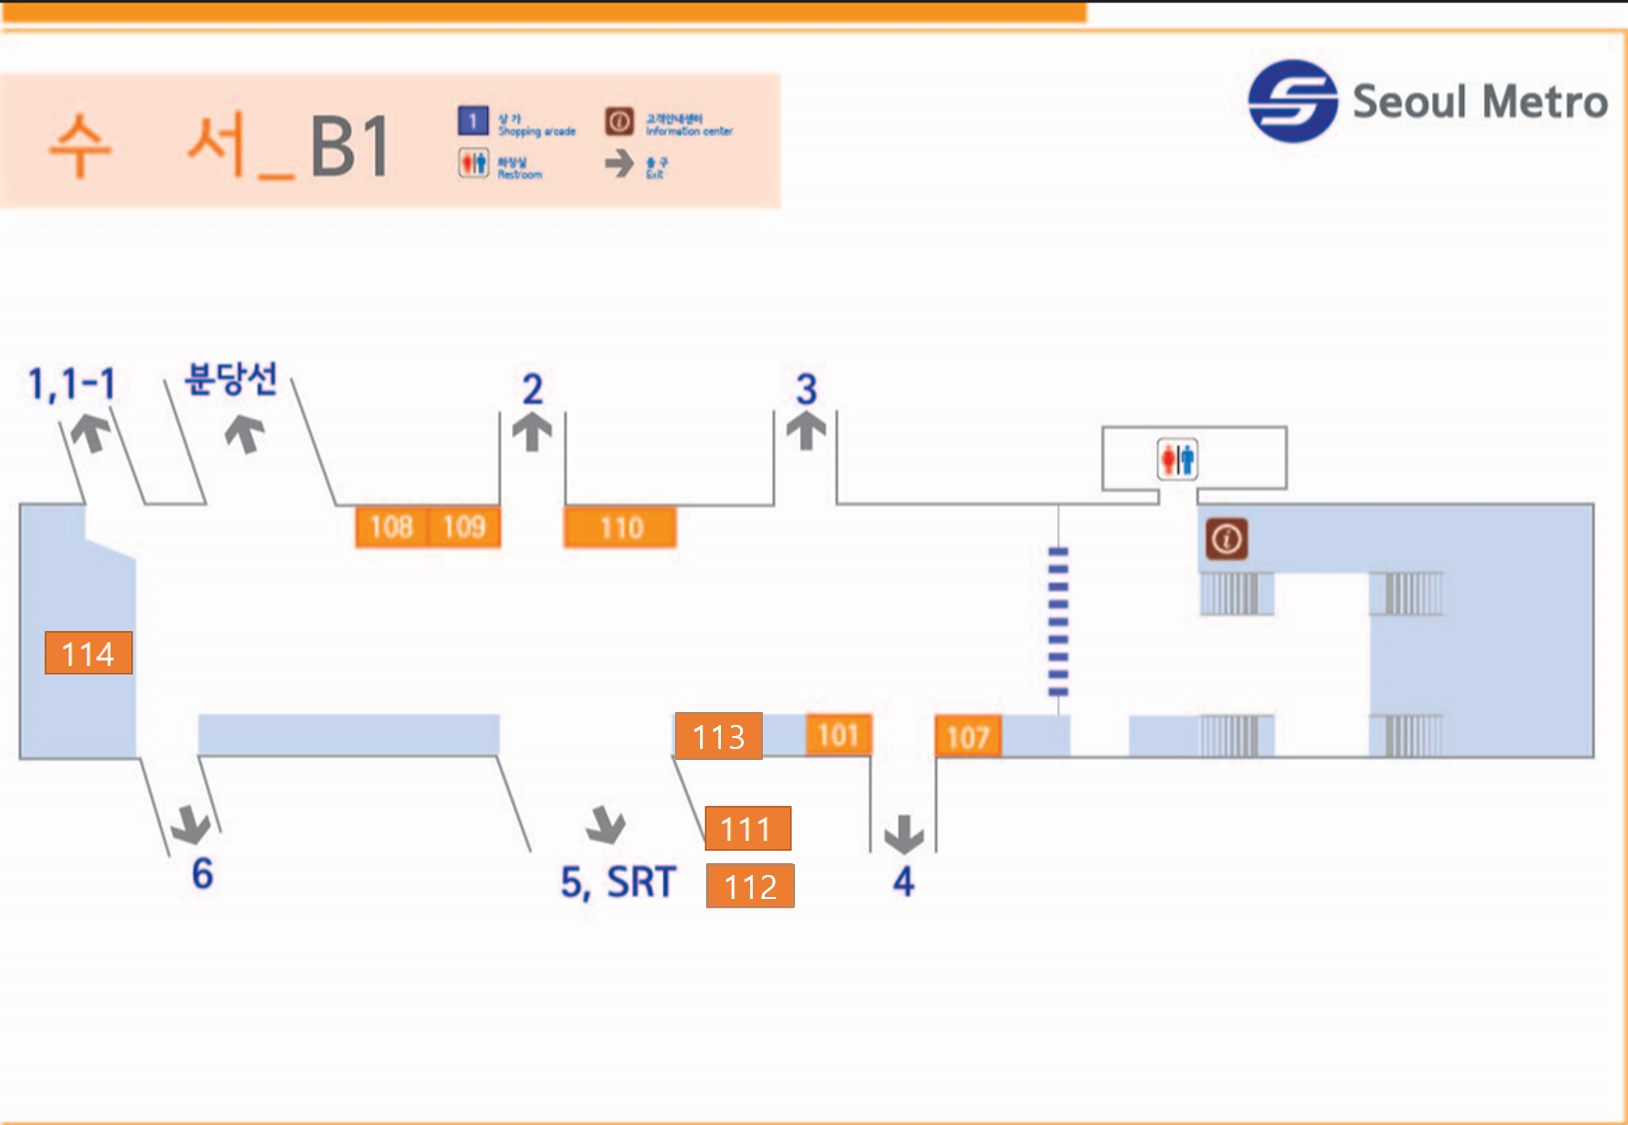 수 서_B1
1
상 가
Shopping arcade
고객안내센터
Information center
화장실
Restroom
출 구
Exit
Seoul Metro
1,1-1
분당선
2
3
108
109
110
114
113
101
107
111
112
6
5, SRT
4